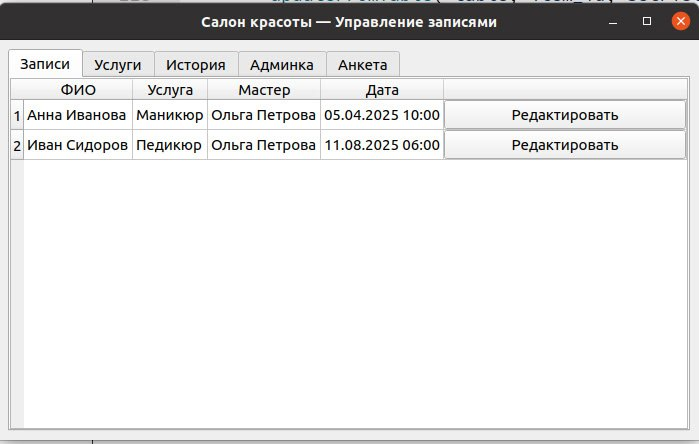 Салон красоты — Управление записями
Записи Услуги История Админка Анкета
ФИО Услуга Мастер Дата
1 Анна Иванова Маникюр Ольга Петрова 05.04.2025 10:00 Редактировать
2 Иван Сидоров Педикюр Ольга Петрова 11.08.2025 06:00 Редактировать